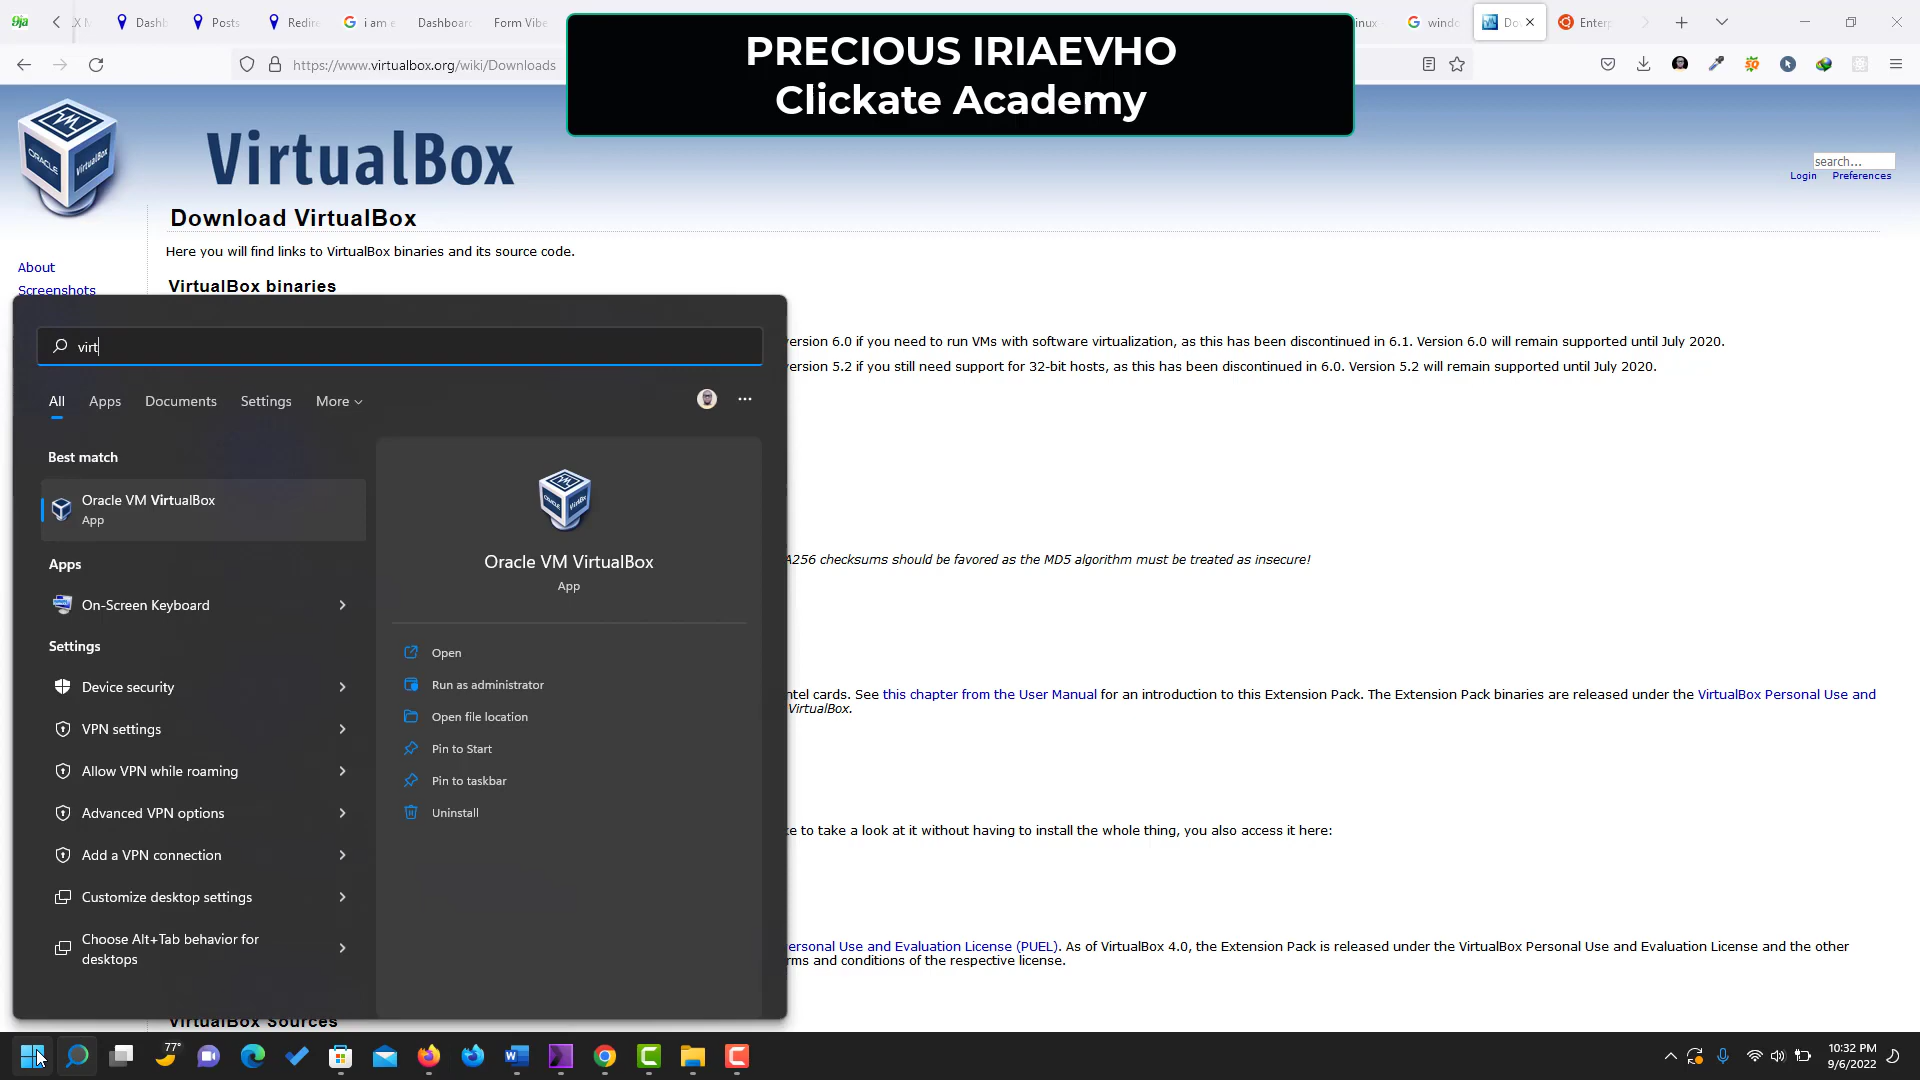 9ja
Dashb
Posts
Redire
i am e
Dashboar
Form Vibe
inux
windo
Do
Enterp
https://www.virtualbox.org/wiki/Downloads
PRECIOUS IRIAEVHO
Clickate Academy
VirtualBox
search...
Login Preferences
Download VirtualBox
Here you will find links to VirtualBox binaries and its source code.
About
Screenshots
VirtualBox binaries
ersion 6.0 if you need to run VMs with software virtualization, as this has been discontinued in 6.1. Version 6.0 will remain supported until July 2020.
ersion 5.2 if you still need support for 32-bit hosts, as this has been discontinued in 6.0. Version 5.2 will remain supported until July 2020.
A256 checksums should be favored as the MD5 algorithm must be treated as insecure!
ntel cards. See this chapter from the User Manual for an introduction to this Extension Pack. The Extension Pack binaries are released under the VirtualBox Personal Use and
VirtualBox.
ke to take a look at it without having to install the whole thing, you also access it here:
ersonal Use and Evaluation License (PUEL). As of VirtualBox 4.0, the Extension Pack is released under the VirtualBox Personal Use and Evaluation License and the other
rms and conditions of the respective license.
VirtualBox Sources
virt
All Apps Documents Settings More
Best match
Oracle VM VirtualBox
App
Apps
On-Screen Keyboard
Settings
Device security
VPN settings
Allow VPN while roaming
Advanced VPN options
Add a VPN connection
Customize desktop settings
Choose Alt+Tab behavior for
desktops
Oracle VM VirtualBox
App
Open
Run as administrator
Open file location
Pin to Start
Pin to taskbar
Uninstall
77°
10:32 PM
9/6/2022